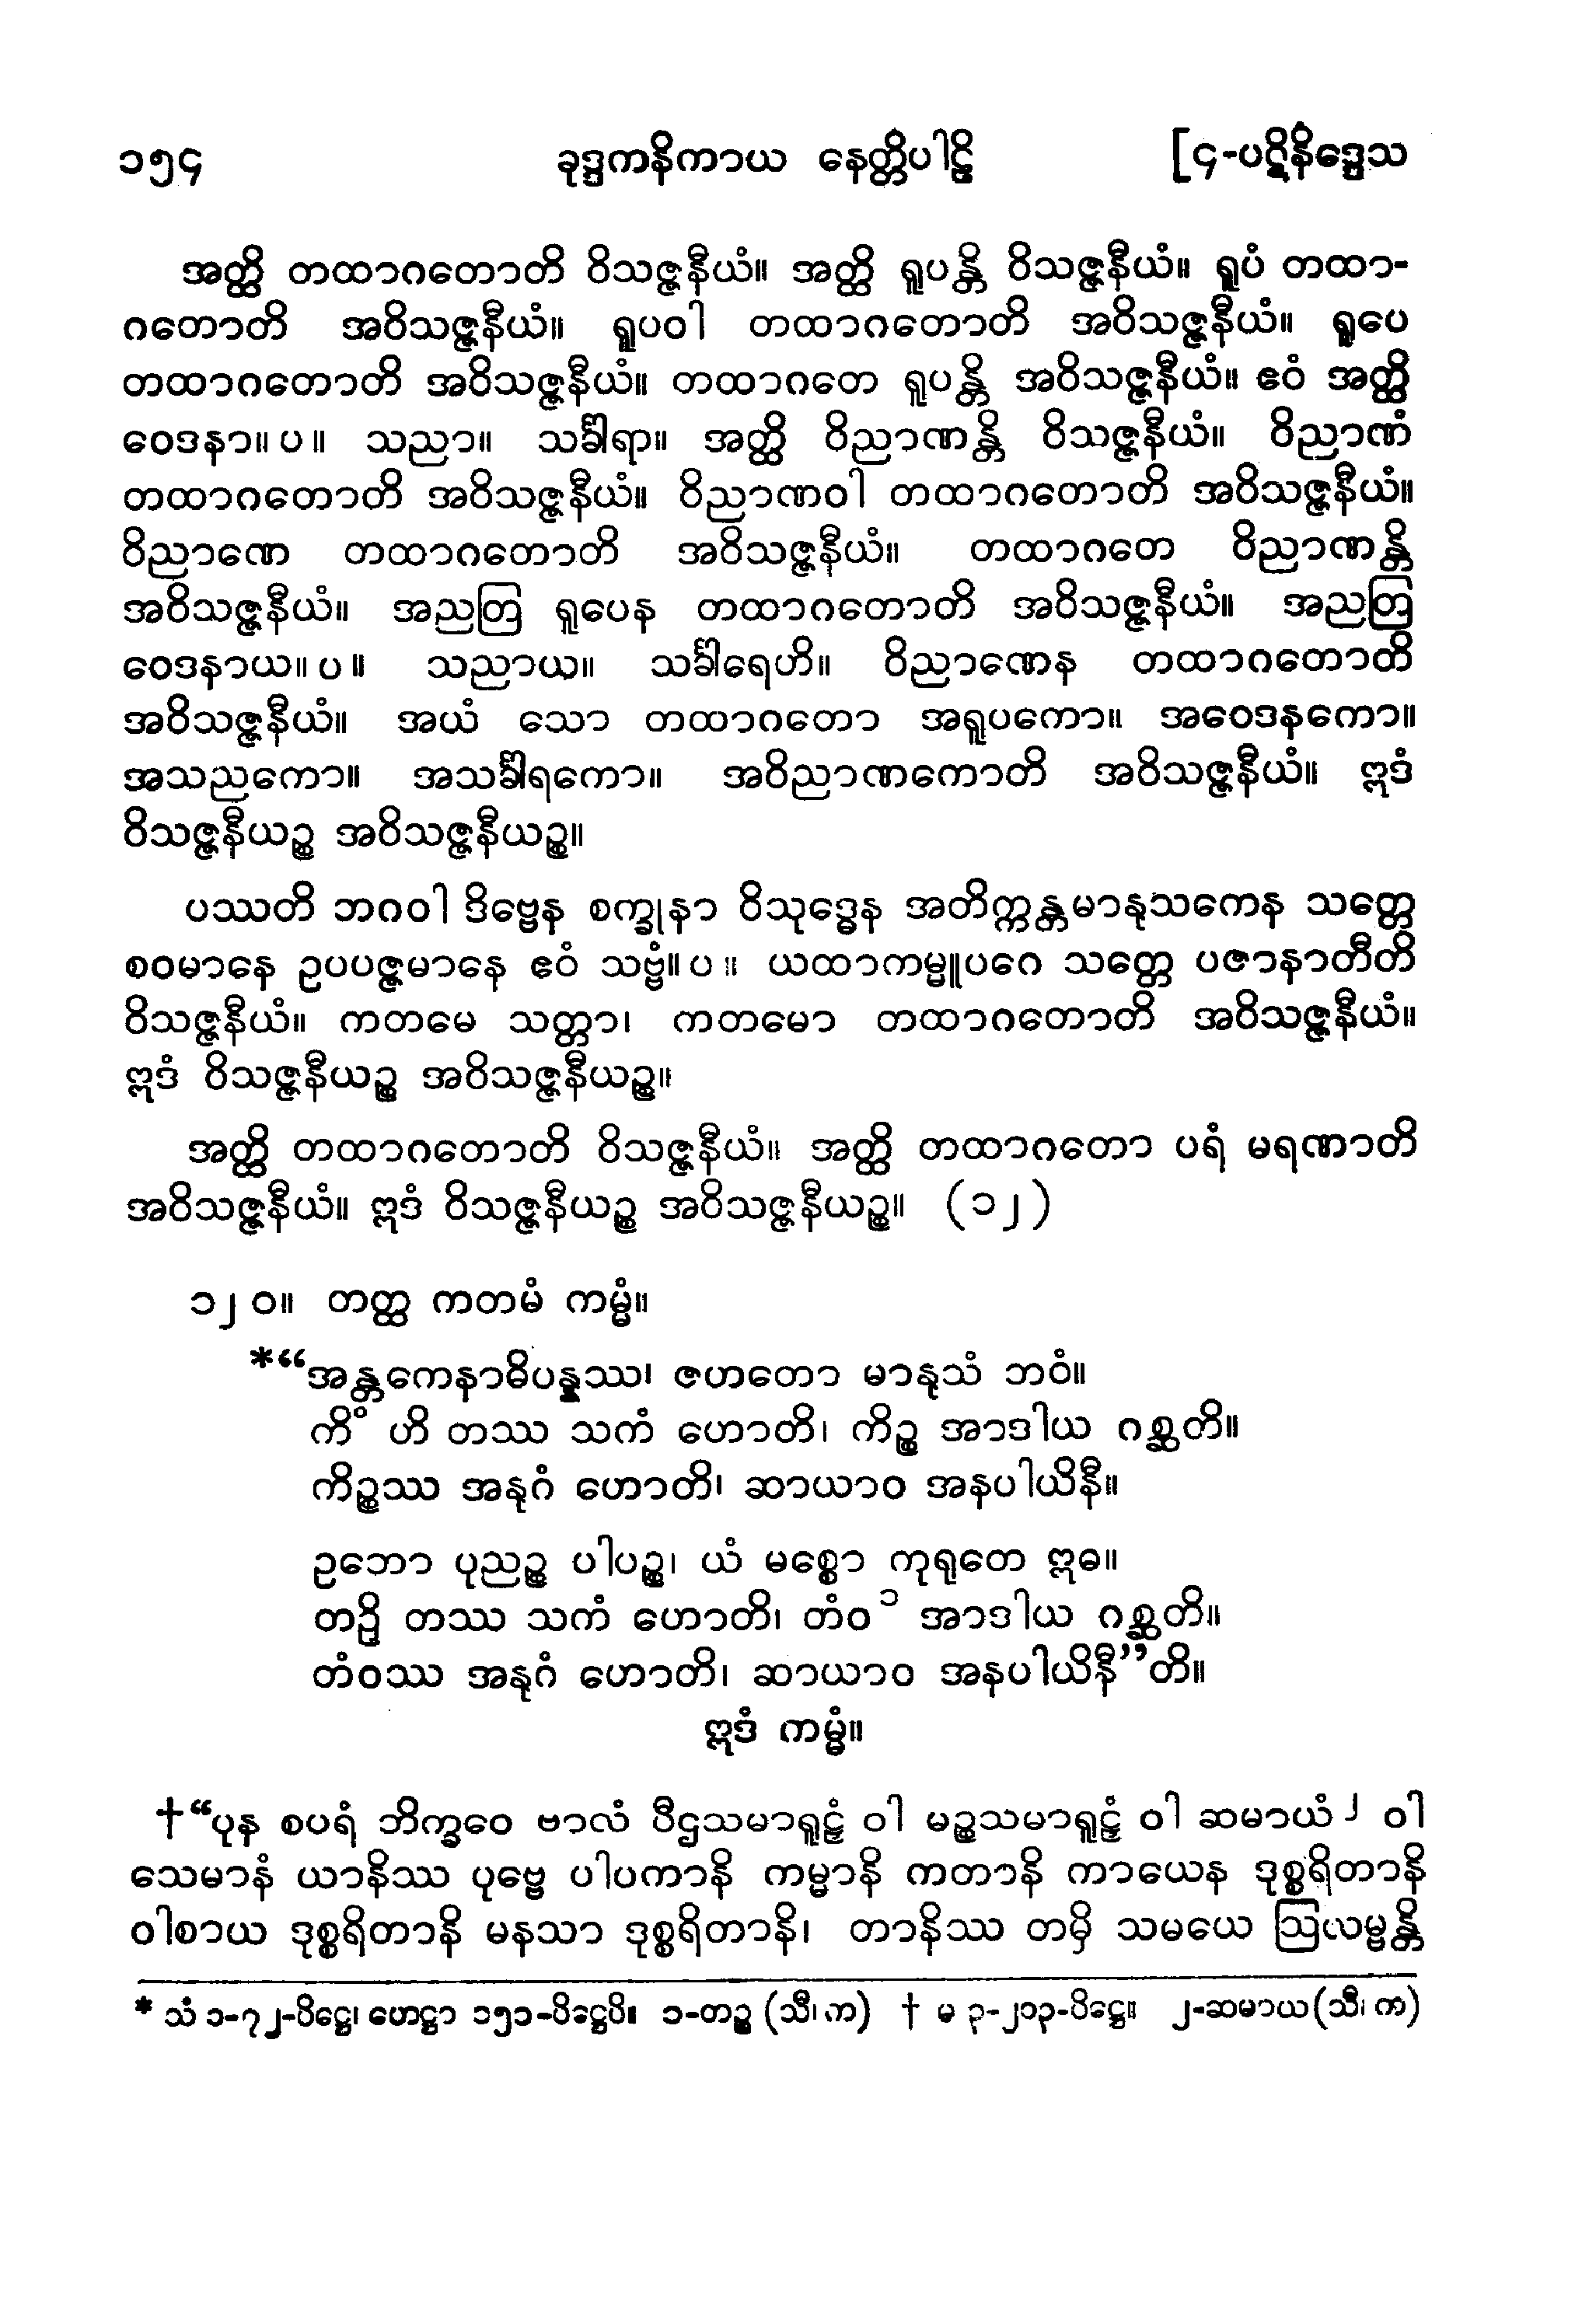 ၁၅၄ ခုဒ္ဒကနိကာယ နေတ္တိပါဠိ [၄-ပဋိနိဒ္ဒေသ
အတ္ထိ တထာဂတောတိ ဝိသဇ္ဇနီယံ။ အတ္ထိ ရူပန္တိ ဝိသဇ္ဇနီယံ။ ရူပံ တထာ-
ဂတောတိ အဝိသဇ္ဇနီယံ။ ရူပဝါ တထာဂတောတိ အဝိသဇ္ဇနီယံ။ ရူပေ
တထာဂတောတိ အဝိသဇ္ဇနီယံ။ တထာဂတေ ရူပန္တိ အဝိသဇ္ဇနီယံ။ ဧဝံ အတ္ထိ
ဝေဒနာ။ ပ ။ သညာ။ သင်္ခါရာ။ အတ္ထိ ဝိညာဏန္တိ ဝိသဇ္ဇနီယံ။ ဝိညာဏံ
တထာဂတောတိ အဝိသဇ္ဇနီယံ။ ဝိညာဏဝါ တထာဂတောတိ အဝိသဇ္ဇနီယံ။
ဝိညာဏေ တထာဂတောတိ အဝိသဇ္ဇနီယံ။ တထာဂတေ ဝိညာဏန္တိ
အဝိသဇ္ဇနီယံ။ အညတြ ရူပေန တထာဂတောတိ အဝိသဇ္ဇနီယံ။ အညတြ
ဝေဒနာယ။ ပ ။ သညာယ။ သင်္ခါရေဟိ။ ဝိညာဏေန တထာဂတောတိ
အဝိသဇ္ဇနီယံ။ အယံ သော တထာဂတော အရူပကော။ အဝေဒနကော။
အသညကော။ အသင်္ခါရကော။ အဝိညာဏကောတိ အဝိသဇ္ဇနီယံ။ ဣဒံ
ဝိသဇ္ဇနီယဉ္စ အဝိသဇ္ဇနီယဉ္စ။
ပဿတိ ဘဂဝါ ဒိဗ္ဗေန စက္ခုနာ ဝိသုဒ္ဓေန အတိက္ကန္တမာနုသကေန သတ္တေ
စဝမာနေ ဥပပဇ္ဇမာနေ ဧဝံ သဗ္ဗံ။ ပ ။ ယထာကမ္မူပဂေ သတ္တေ ပဇာနာတီတိ
ဝိသဇ္ဇနီယံ။ ကတမေ သတ္တာ၊ ကတမော တထာဂတောတိ အဝိသဇ္ဇနီယံ။
ဣဒံ ဝိသဇ္ဇနီယဉ္စ အဝိသဇ္ဇနီယဉ္စ။
အတ္ထိ တထာဂတောတိ ဝိသဇ္ဇနီယံ။ အတ္ထိ တထာဂတော ပရံ မရဏာတိ
အဝိသဇ္ဇနီယံ။ ဣဒံ ဝိသဇ္ဇနီယဉ္စ အဝိသဇ္ဇနီယဉ္စ။ (၁၂)
၁၂၀။ တတ္ထ ကတမံ ကမ္မံ။
*“အန္တကေနာဓိပန္နဿ၊ ဇဟတော မာနုသံ ဘဝံ။
ကိံ ဟိ တဿ သကံ ဟောတိ၊ ကိဉ္စ အာဒါယ ဂစ္ဆတိ။
ကိဉ္စဿ အနုဂံ ဟောတိ၊ ဆာယာဝ အနပါယိနီ။
ဥဘော ပုညဉ္စ ပါပဉ္စ၊ ယံ မစ္စော ကုရုတေ ဣဓ။
တဉှိ တဿ သကံ ဟောတိ၊ တံဝ ၁ အာဒါယ ဂစ္ဆတိ။
တံဝဿ အနုဂံ ဟောတိ၊ ဆာယာဝ အနပါယိနီ”တိ။
ဣဒံ ကမ္မံ။
†“ပုန စပရံ ဘိက္ခဝေ ဗာလံ ပီဌသမာရူဠှံ ဝါ မဉ္စသမာရူဠှံ ဝါ ဆမာယံ ၂ ဝါ
သေမာနံ ယာနိဿ ပုဗ္ဗေ ပါပကာနိ ကမ္မာနိ ကတာနိ ကာယေန ဒုစ္စရိတာနိ
ဝါစာယ ဒုစ္စရိတာနိ မနသာ ဒုစ္စရိတာနိ၊ တာနိဿ တမှိ သမယေ ဩလမ္ဗန္တိ
* သံ ၁-၇၂-ပိဋ္ဌေ၊ ဟေဋ္ဌာ ၁၅၁-ပိဋ္ဌေပိ။ ၁-တဉ္စ (သီ၊ က) † မ ၃-၂၁၃-ပိဋ္ဌေ။ ၂-ဆမာယ (သီ၊ က)